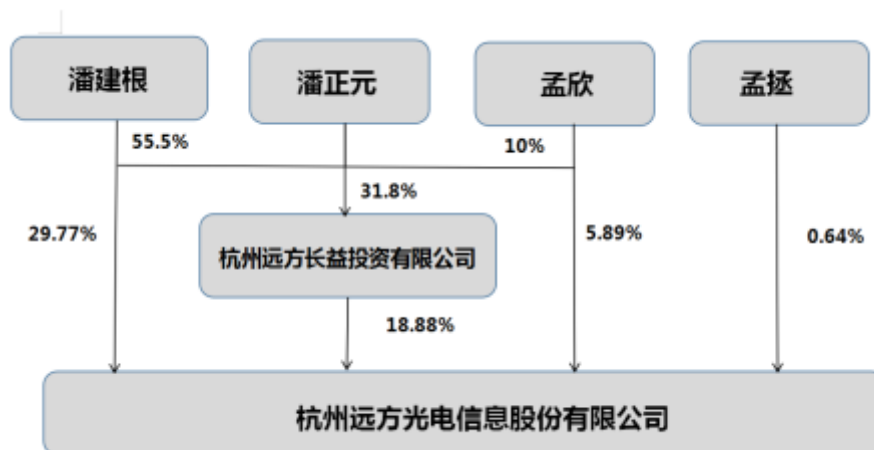 潘建根
潘正元
孟欣
孟拯
55.5%
10%
31.8%
29.77%
5.89%
0.64%
杭州远方长益投资有限公司
18.88%
杭州远方光电信息股份有限公司